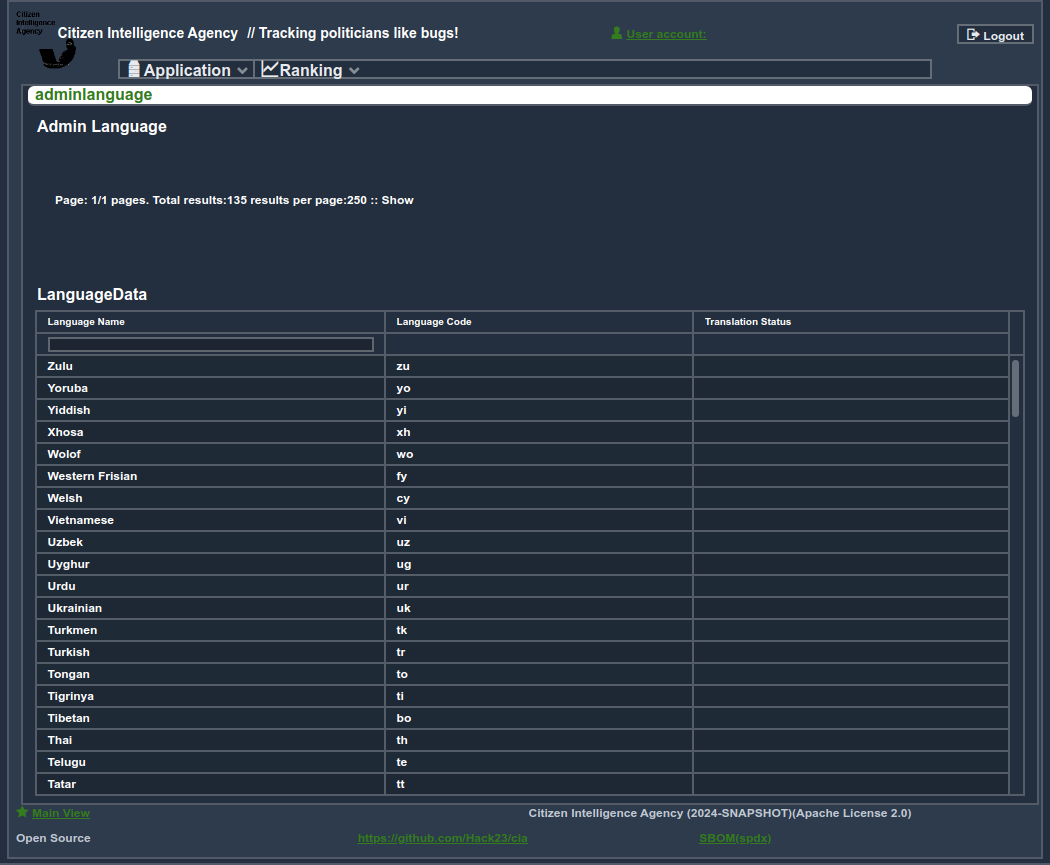 Citizen
Intelligence
Agency
Citizen Intelligence Agency // Tracking politicians like bugs!
User account:
Logout
Application
Ranking
adminlanguage
Admin Language
Page: 1/1 pages. Total results:135 results per page:250 :: Show
LanguageData
Language Name Language Code Translation Status
Zulu zu
Yoruba yo
Yiddish yi
Xhosa xh
Wolof wo
Western Frisian fy
Welsh cy
Vietnamese vi
Uzbek uz
Uyghur ug
Urdu ur
Ukrainian uk
Turkmen tk
Turkish tr
Tongan to
Tigrinya ti
Tibetan bo
Thai th
Telugu te
Tatar tt
Main View
Citizen Intelligence Agency (2024-SNAPSHOT)(Apache License 2.0)
Open Source
https://github.com/Hack23/cia
SBOM(spdx)